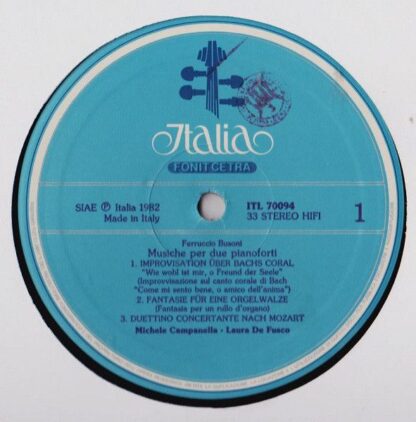 Italia
FONIT CETRA
SIAE Ⓟ Italia 1982
Made in Italy
ITL 70094
33 STEREO HIFI
1
Ferruccio Busoni
Musiche per due pianoforti
1. IMPROVISATION ÜBER BACHS CORAL
"Wie wohl ist mir, o Freund der Seele"
(Improvvisazione sul canto corale di Bach
"Come mi sento bene, o amico dell'anima")
2. FANTASIE FÜR EINE ORGELWALZE
(Fantasia per un rullo d'organo)
3. DUETTINO CONCERTANTE NACH MOZART
Michele Campanella - Laura De Fusco